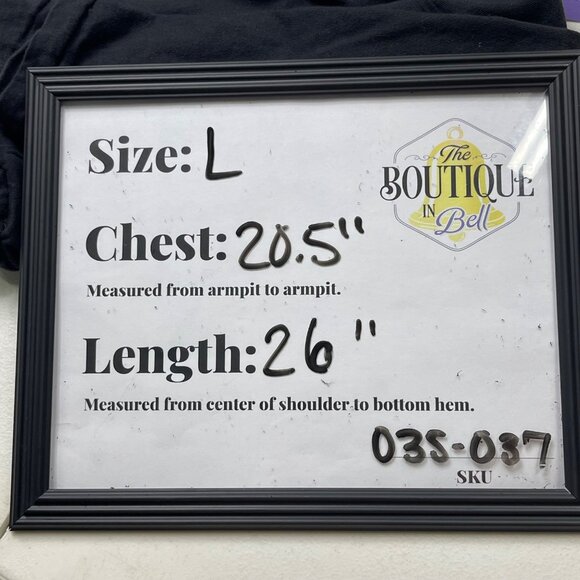 Size: L
The
BOUTIQUE
IN
Bell
Chest: 20.5"
Measured from armpit to armpit.
Length: 26"
Measured from center of shoulder to bottom hem.
035-037
SKU